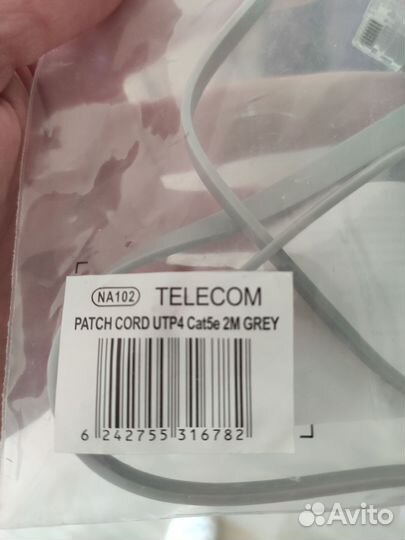 NA102 TELECOM
PATCH CORD UTP4 Cat5e 2M GREY
6 242755 316782
Avito